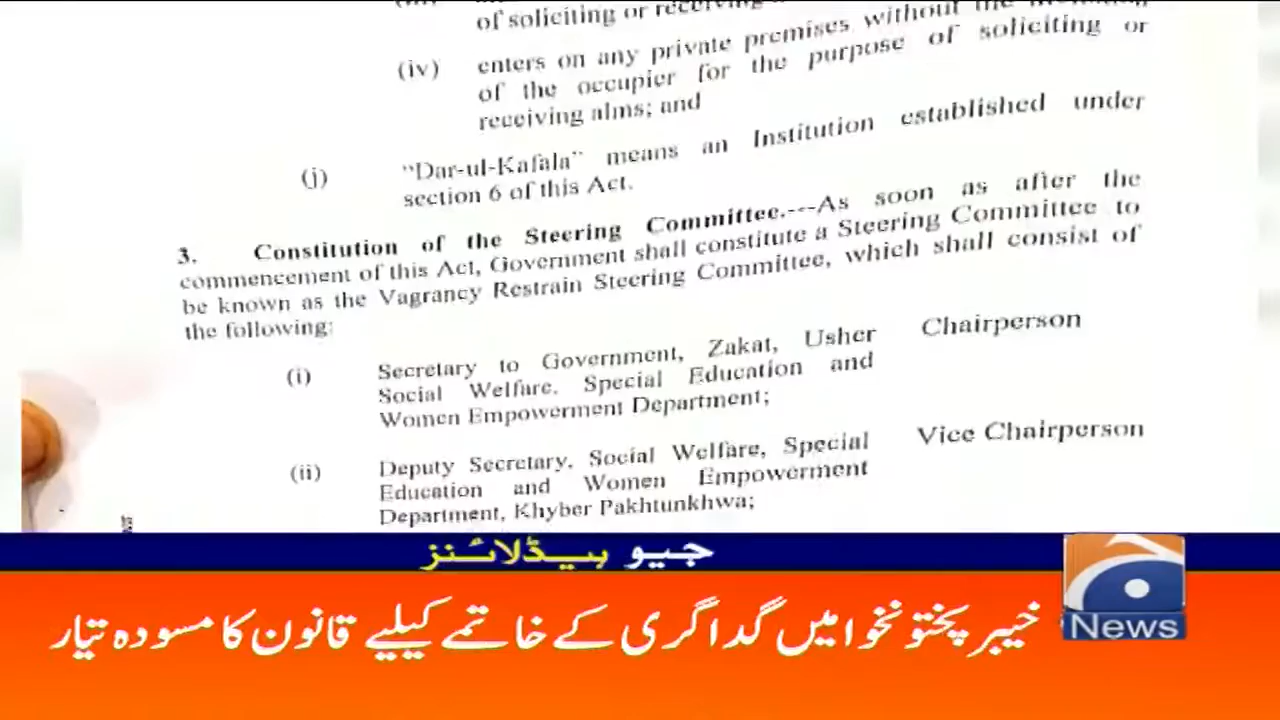 of soliciting or receiving
(iv) enters on any private premises without the
of the occupier for the purpose of soliciting or
receiving alms; and
(j) “Dar-ul-Kafala” means an Institution established under
section 6 of this Act.
3. Constitution of the Steering Committee.---As soon as after the
commencement of this Act, Government shall constitute a Steering Committee to
be known as the Vagrancy Restrain Steering Committee, which shall consist of
the following:
(i) Secretary to Government, Zakat, Usher Chairperson
Social Welfare, Special Education and
Women Empowerment Department;
(ii) Deputy Secretary, Social Welfare, Special Vice Chairperson
Education and Women Empowerment
Department, Khyber Pakhtunkhwa;
جیو ہیڈلائنز
خیبر پختونخوا میں گداگری کے خاتمے کیلیے قانون کا مسودہ تیار
News